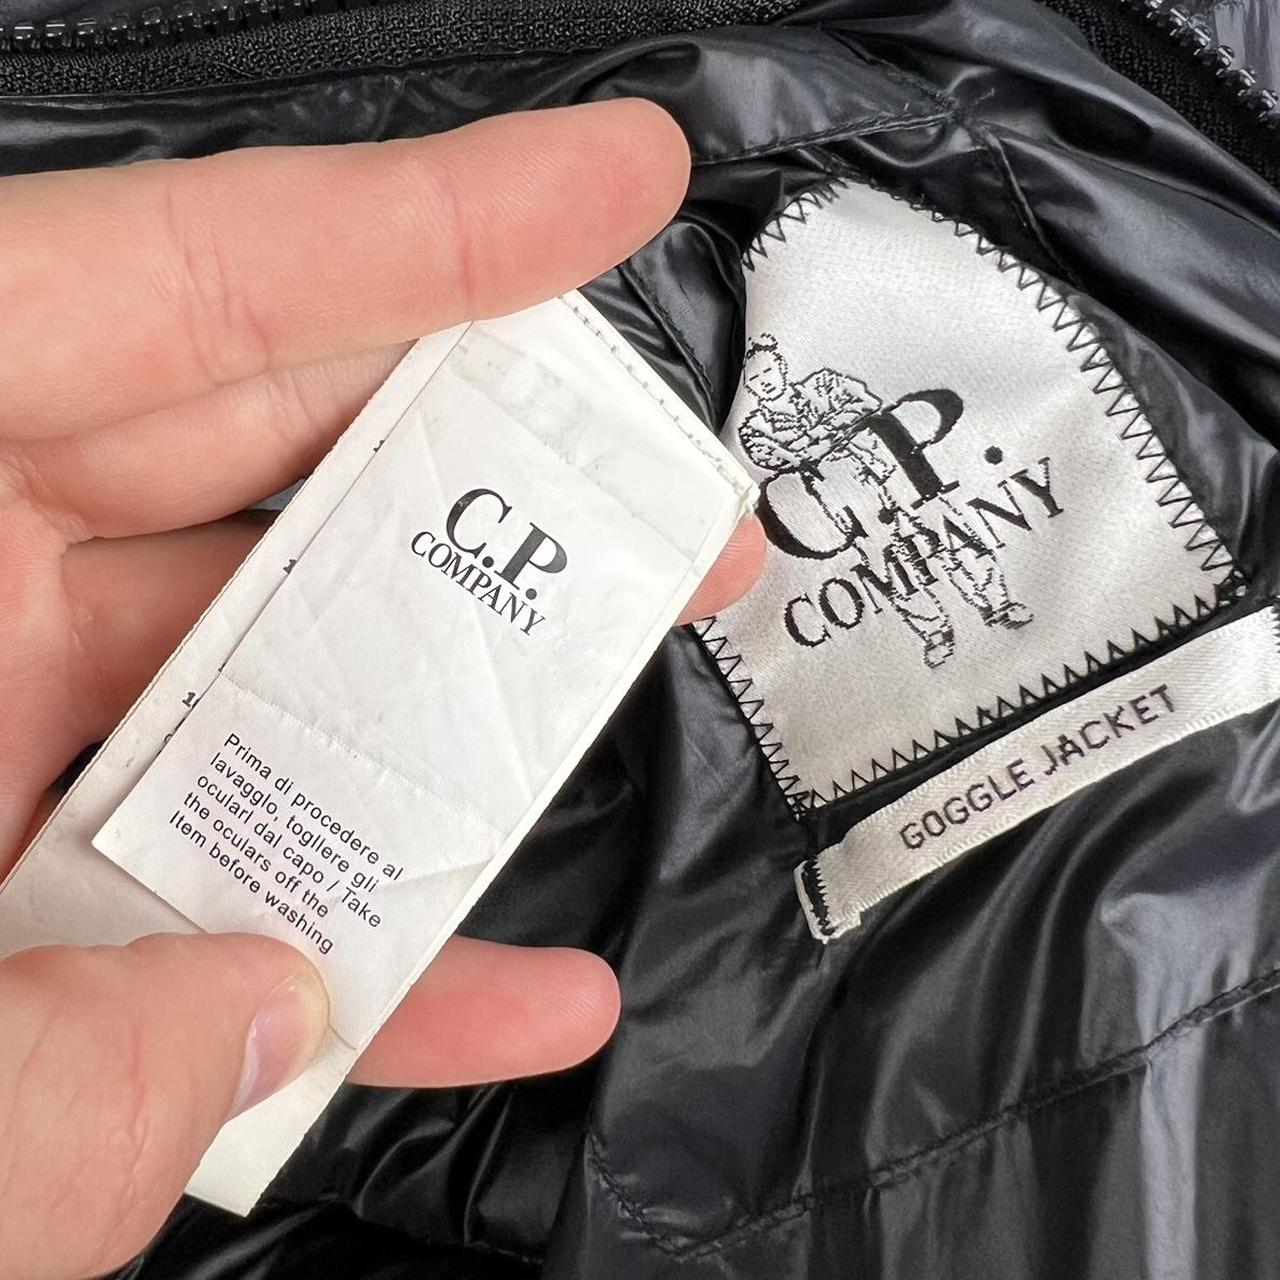 C.P.
COMPANY
Prima di procedere al
lavaggio, togliere gli
oculari dal capo / Take
the oculars off the
item before washing
C.P.
COMPANY
GOGGLE JACKET